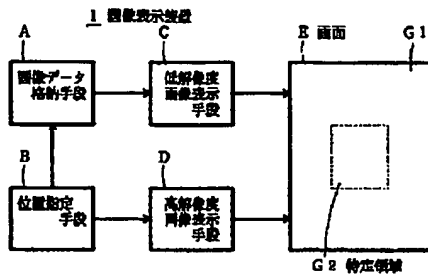 1 画像表示装置
A
C
E 画面
G1
画像データ
格納手段
低解像度
画像表示
手段
B
D
位置指定
手段
高解像度
画像表示
手段
G2 特定領域